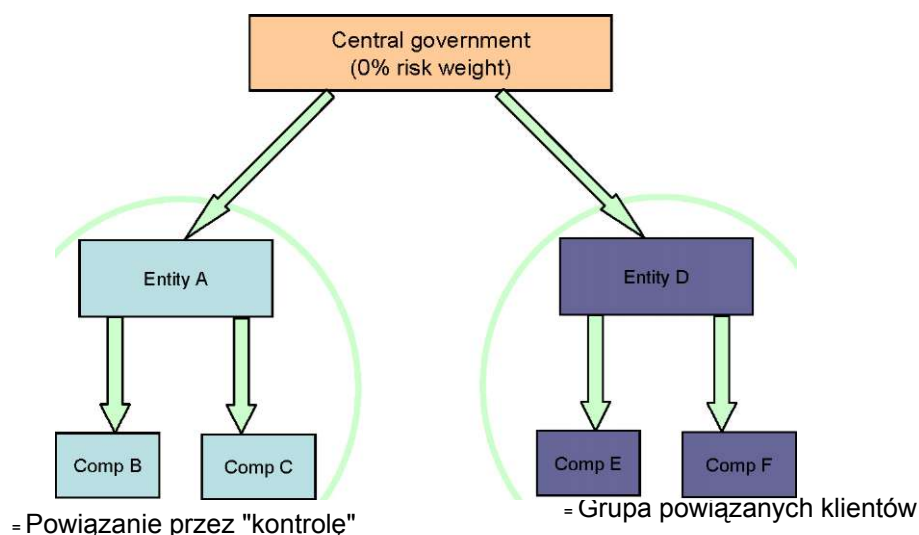 Central government
(0% risk weight)
Entity A
Entity D
Comp B
Comp C
Comp E
Comp F
= Powiązanie przez "kontrolę"
= Grupa powiązanych klientów